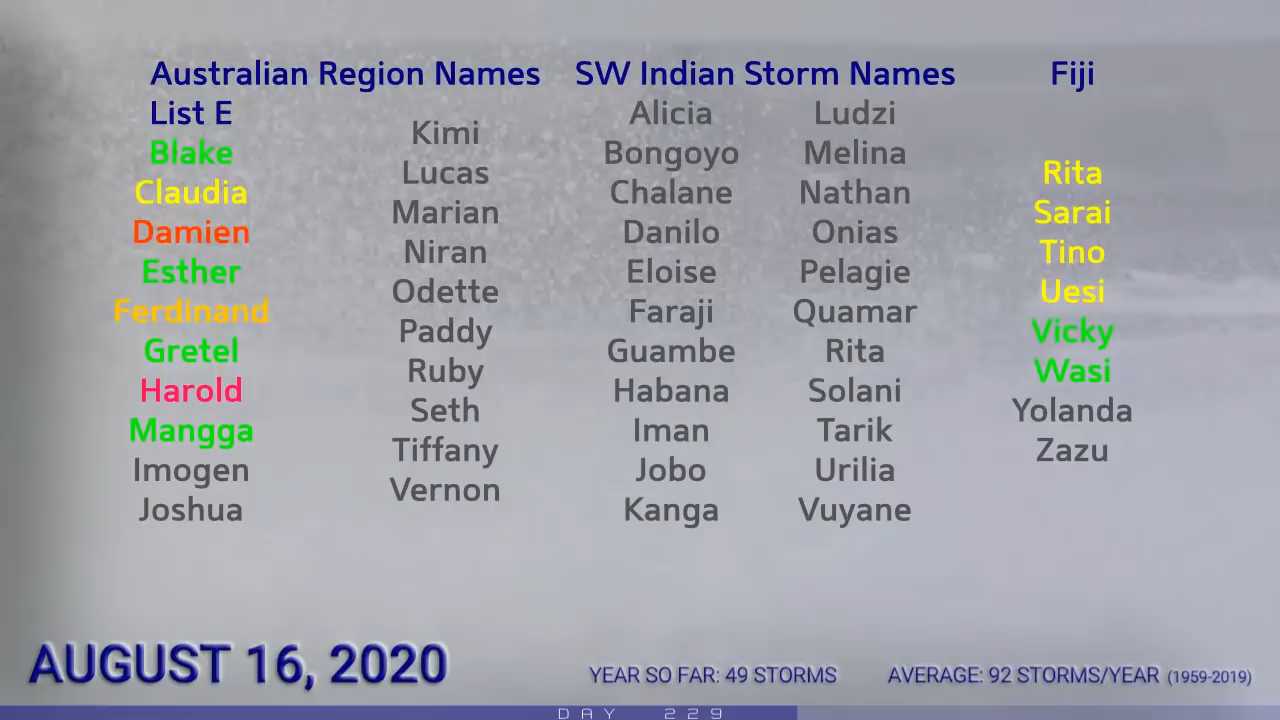 Australian Region Names
List E
Blake
Claudia
Damien
Esther
Ferdinand
Gretel
Harold
Mangga
Imogen
Joshua
Kimi
Lucas
Marian
Niran
Odette
Paddy
Ruby
Seth
Tiffany
Vernon
SW Indian Storm Names
Alicia
Bongoyo
Chalane
Danilo
Eloise
Faraji
Guambe
Habana
Iman
Jobo
Kanga
Ludzi
Melina
Nathan
Onias
Pelagie
Quamar
Rita
Solani
Tarik
Urilia
Vuyane
Fiji
Rita
Sarai
Tino
Uesi
Vicky
Wasi
Yolanda
Zazu
AUGUST 16, 2020
YEAR SO FAR: 49 STORMS
AVERAGE: 92 STORMS/YEAR (1959-2019)
DAY 229